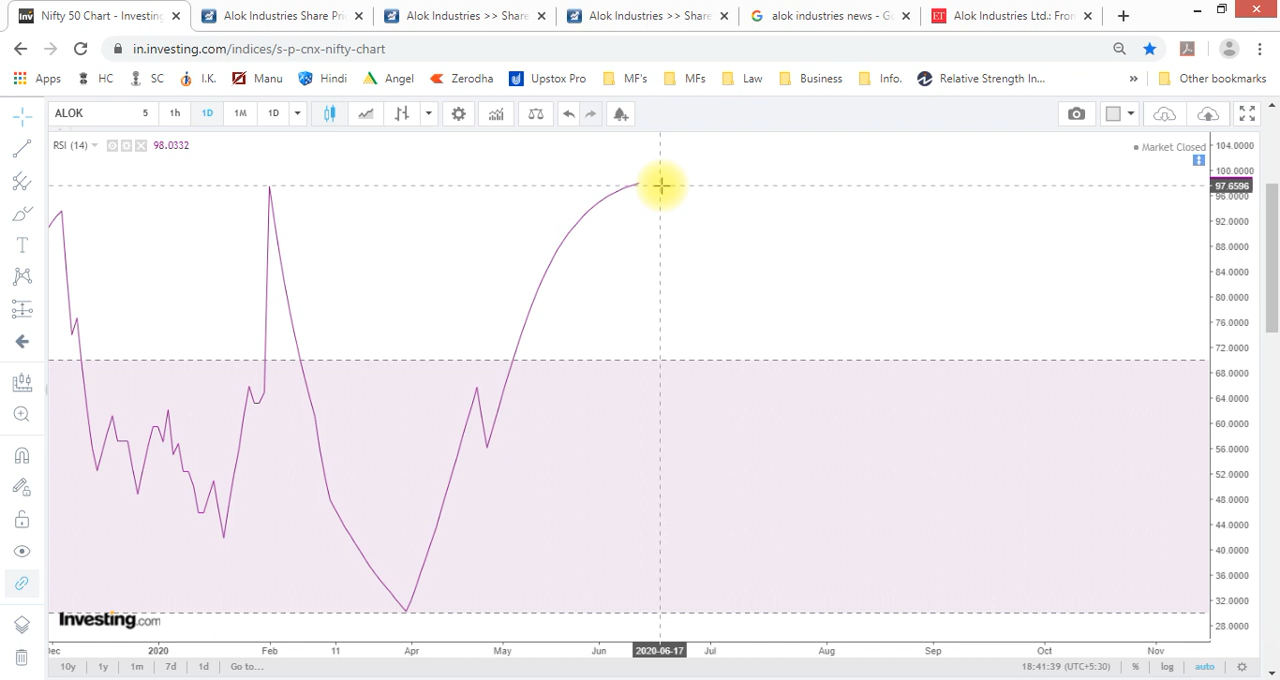 Nifty 50 Chart - Investing
Alok Industries Share Pri
Alok Industries >> Share
Alok Industries >> Share
alok industries news - Go
ET
Alok Industries Ltd.: Fron
in.investing.com/indices/s-p-cnx-nifty-chart
Apps
HC
SC
I.K.
Manu
Hindi
Angel
Zerodha
Upstox Pro
MF's
MFs
Law
Business
Info.
Relative Strength In...
»
Other bookmarks
ALOK
5
1h
1D
1M
1D
RSI (14)
98.0332
Market Closed
104.0000
100.0000
97.6596
96.0000
92.0000
88.0000
84.0000
80.0000
76.0000
72.0000
68.0000
64.0000
60.0000
56.0000
52.0000
48.0000
44.0000
40.0000
36.0000
32.0000
28.0000
Investing.com
Dec
2020
Feb
11
Apr
May
Jun
2020-06-17
Jul
Aug
Sep
Oct
Nov
10y
1y
1m
7d
1d
Go to...
18:41:39 (UTC+5:30)
%
log
auto